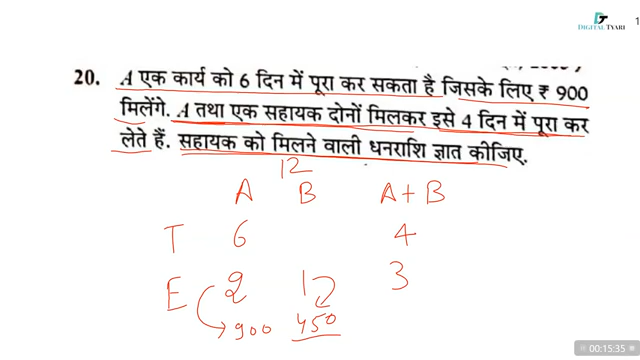 DIGITAL TYARI
1
20. A एक कार्य को 6 दिन में पूरा कर सकता है जिसके लिए ₹ 900
मिलेंगे. A तथा एक सहायक दोनों मिलकर इसे 4 दिन में पूरा कर
लेते हैं. सहायक को मिलने वाली धनराशि ज्ञात कीजिए.
12
A B A + B
T 6 4
E 2 1 3
900 450
00:15:35